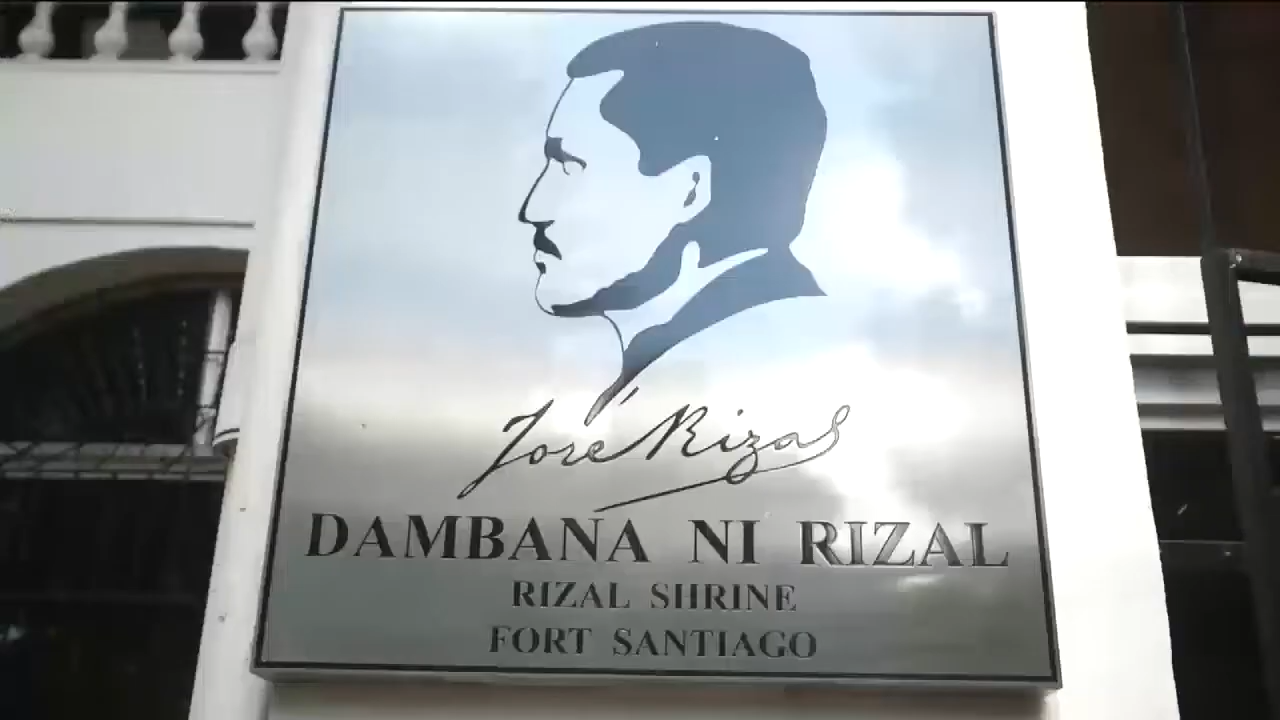 José Rizal
DAMBANA NI RIZAL
RIZAL SHRINE
FORT SANTIAGO